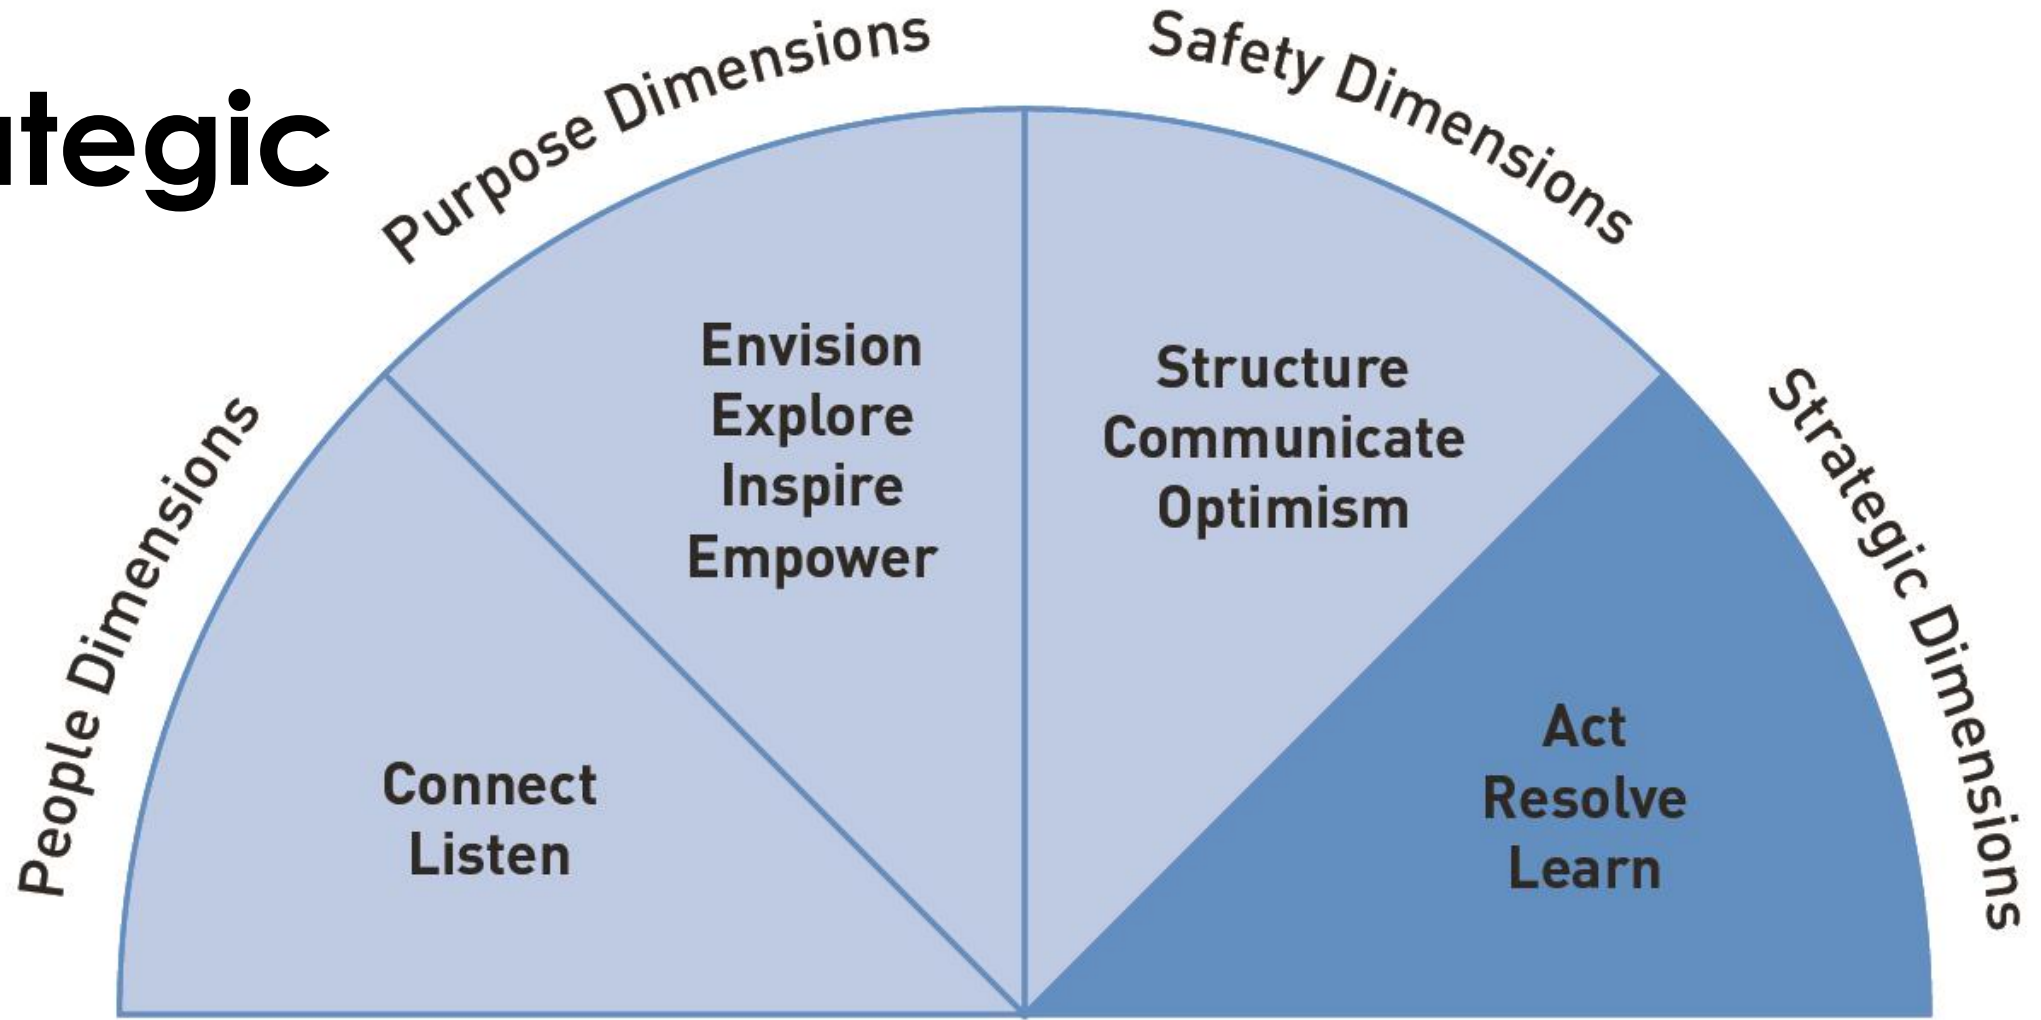 ategic
People Dimensions
Connect
Listen
Purpose Dimensions
Envision
Explore
Inspire
Empower
Safety Dimensions
Structure
Communicate
Optimism
Strategic Dimensions
Act
Resolve
Learn